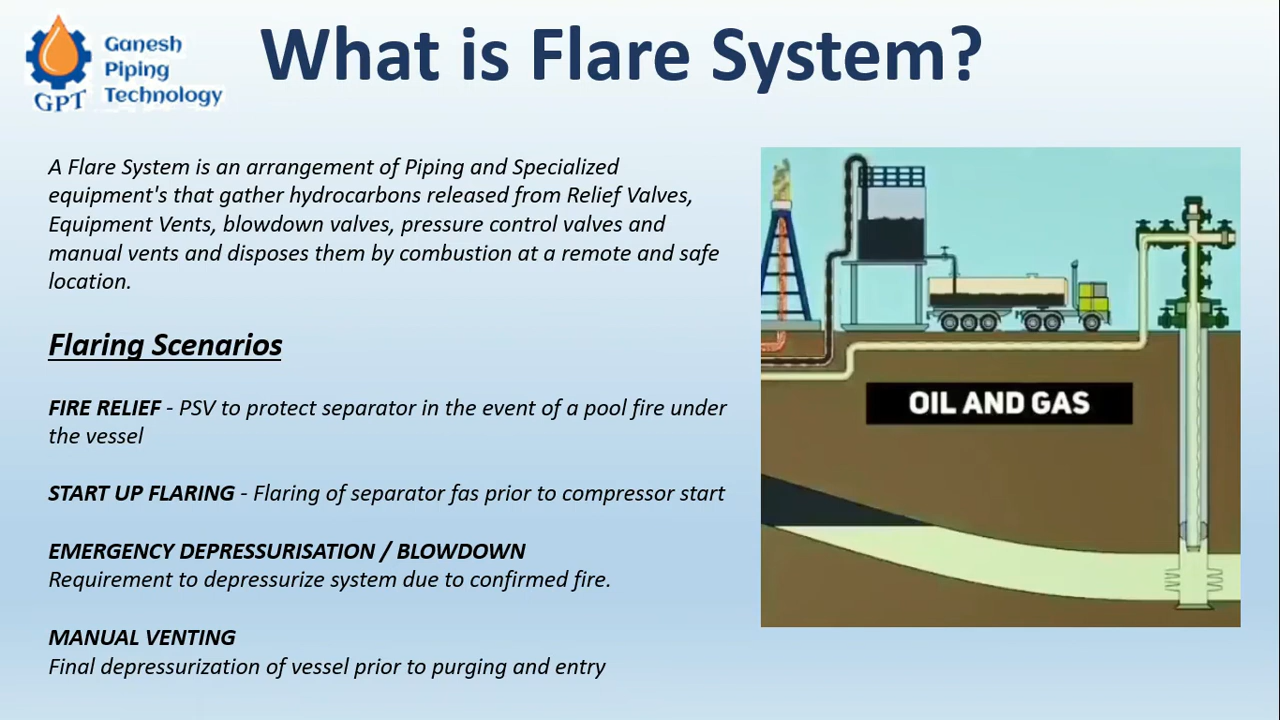 Ganesh
Piping
Technology
GPT
What is Flare System?
A Flare System is an arrangement of Piping and Specialized
equipment's that gather hydrocarbons released from Relief Valves,
Equipment Vents, blowdown valves, pressure control valves and
manual vents and disposes them by combustion at a remote and safe
location.
Flaring Scenarios
FIRE RELIEF - PSV to protect separator in the event of a pool fire under
the vessel
START UP FLARING - Flaring of separator fas prior to compressor start
EMERGENCY DEPRESSURISATION / BLOWDOWN
Requirement to depressurize system due to confirmed fire.
MANUAL VENTING
Final depressurization of vessel prior to purging and entry
OIL AND GAS